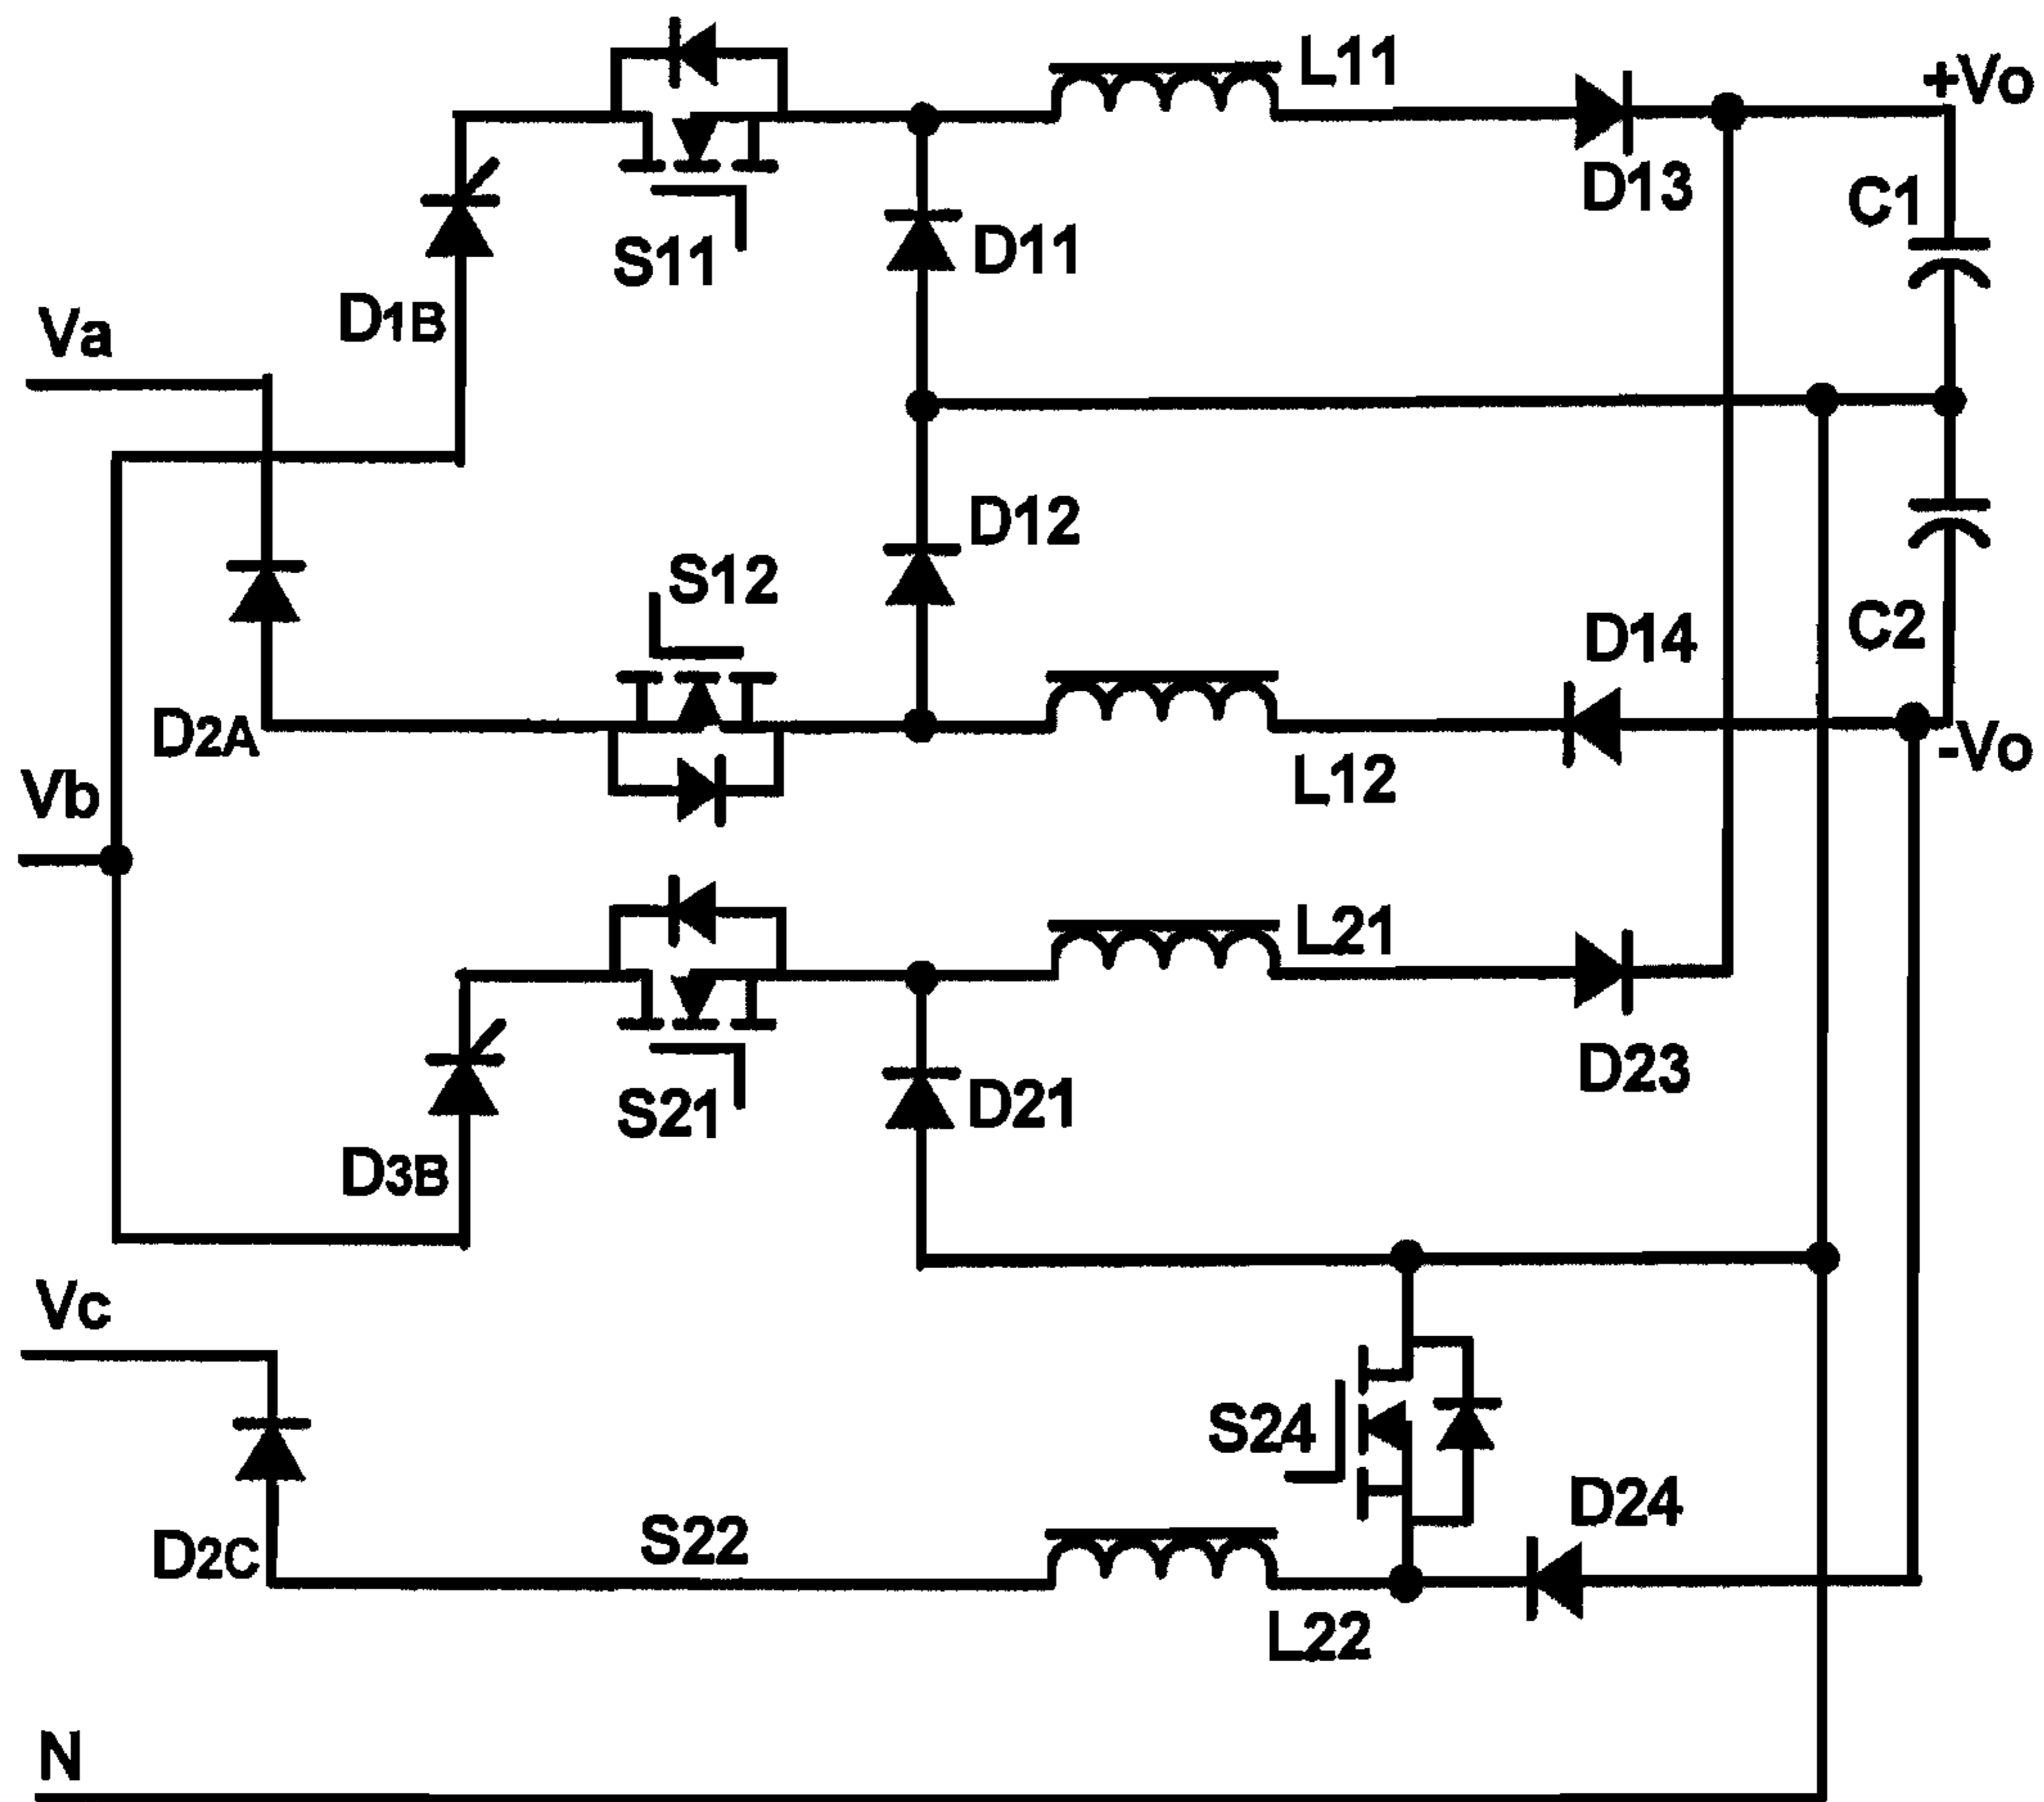 L11
+Vo
D13
C1
S11
D11
D1B
Va
D12
S12
D14
C2
D2A
-Vo
L12
Vb
L21
D23
S21
D21
D3B
Vc
S24
D24
S22
D2C
L22
N